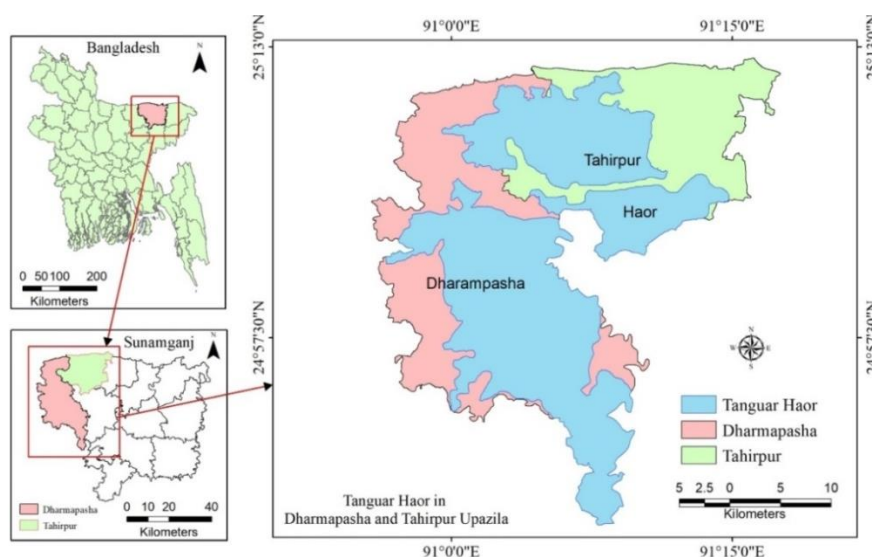 Bangladesh
N
0 50 100 200
Kilometers
Sunamganj
N
Dharmapasha
Tahirpur
0 10 20 40
Kilometers
91°0'0"E
91°15'0"E
25°13'0"N
25°13'0"N
Tahirpur
Haor
Dharampasha
24°57'30"N
24°57'30"N
N
W
E
S
Tanguar Haor
Dharmapasha
Tahirpur
5 2.5 0 5 10
Kilometers
Tanguar Haor in
Dharmapasha and Tahirpur Upazila
91°0'0"E
91°15'0"E